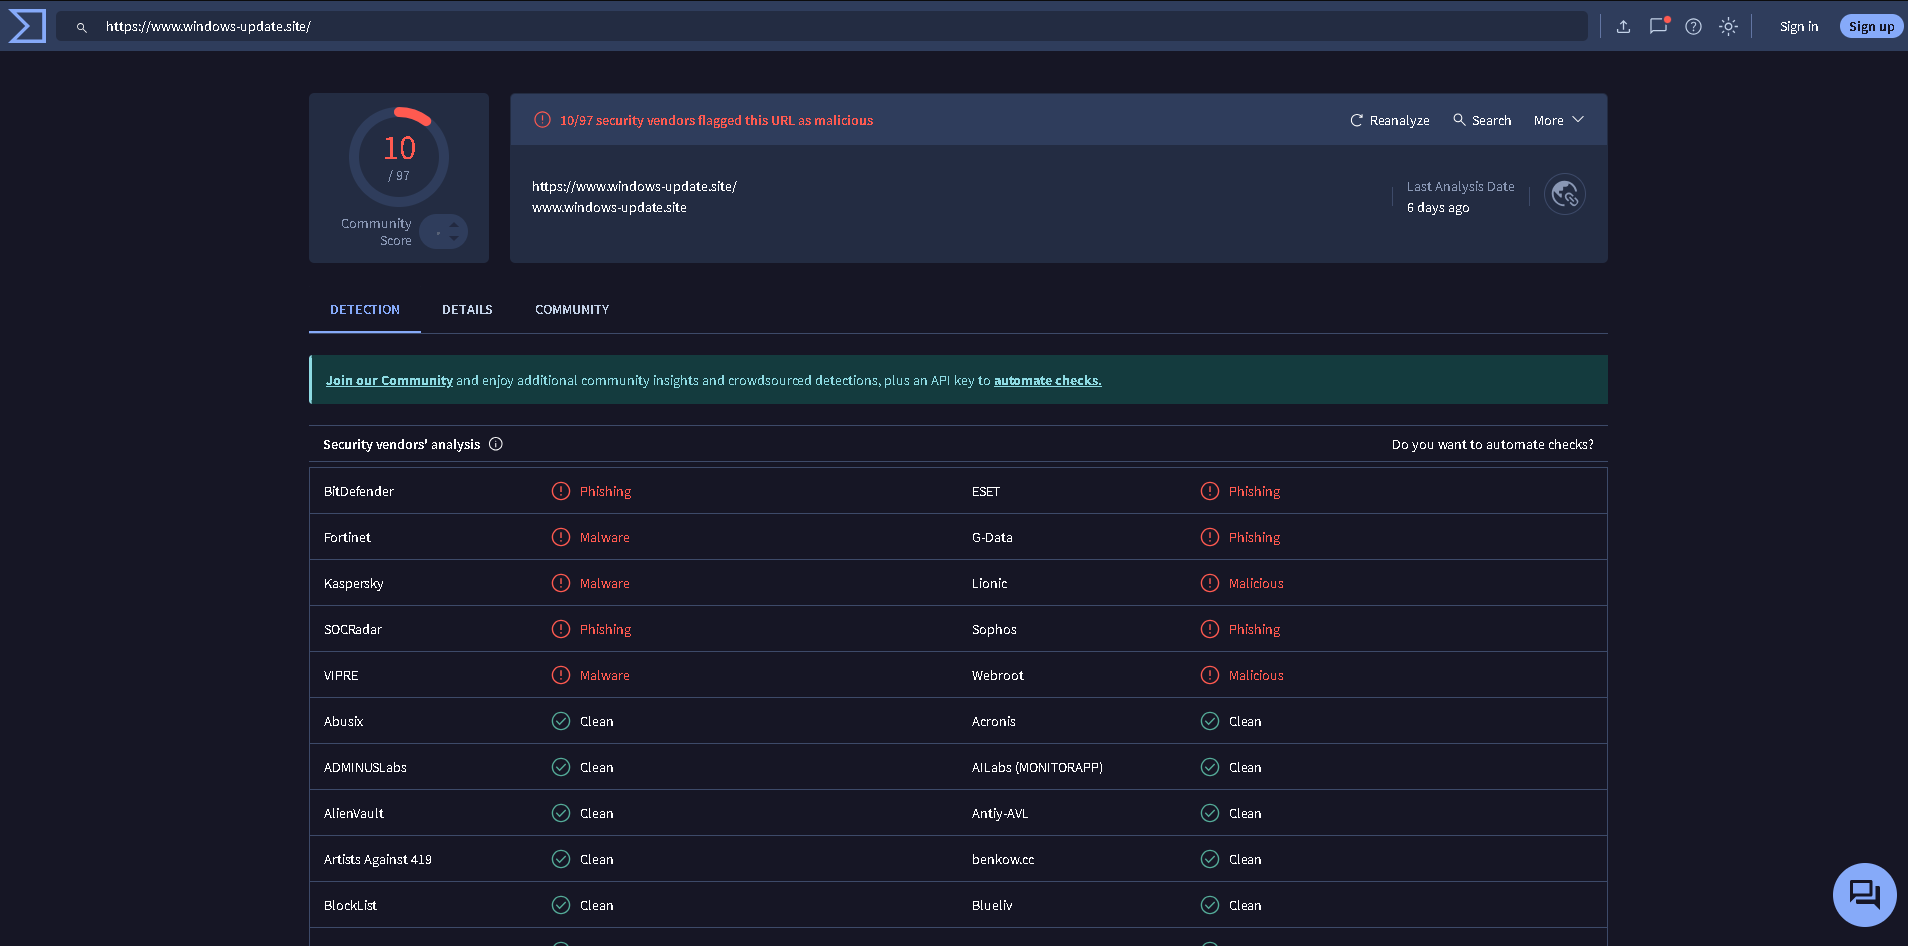 https://www.windows-update.site/
Sign in
Sign up
10
/ 97
Community
Score
10/97 security vendors flagged this URL as malicious
Reanalyze
Search
More
https://www.windows-update.site/
www.windows-update.site
Last Analysis Date
6 days ago
DETECTION
DETAILS
COMMUNITY
Join our Community and enjoy additional community insights and crowdsourced detections, plus an API key to automate checks.
Security vendors' analysis
Do you want to automate checks?
BitDefender Phishing ESET Phishing
Fortinet Malware G-Data Phishing
Kaspersky Malware Lionic Malicious
SOCRadar Phishing Sophos Phishing
VIPRE Malware Webroot Malicious
Abusix Clean Acronis Clean
ADMINUSLabs Clean AILabs (MONITORAPP) Clean
AlienVault Clean Antiy-AVL Clean
Artists Against 419 Clean benkow.cc Clean
BlockList Clean Blueliv Clean